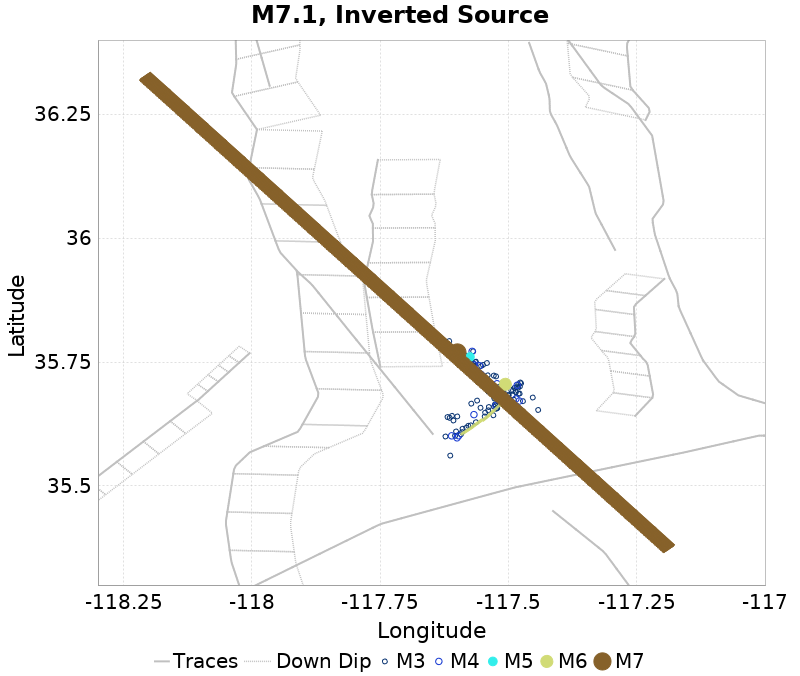 M7.1, Inverted Source
36.25
36
35.75
35.5
Latitude
-118.25 -118 -117.75 -117.5 -117.25 -117
Longitude
Traces Down Dip M3 M4 M5 M6 M7